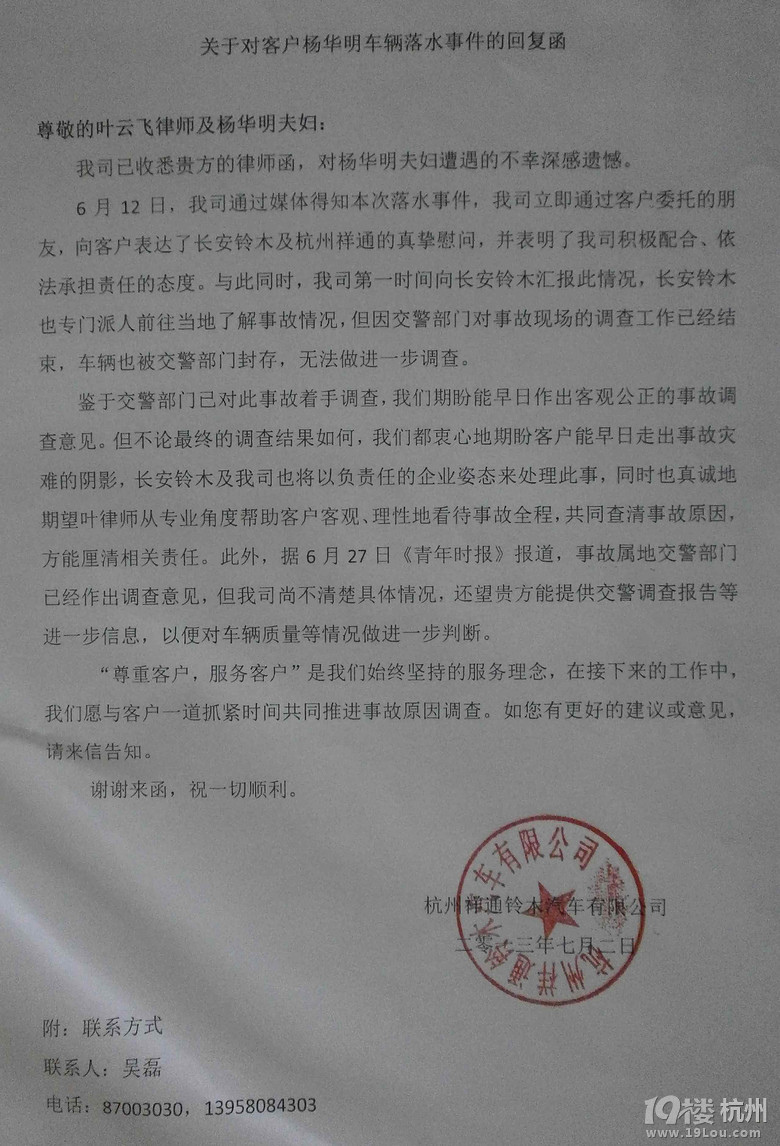 关于对客户杨华明车辆落水事件的回复函
尊敬的叶云飞律师及杨华明夫妇：
我司已收悉贵方的律师函，对杨华明夫妇遭遇的不幸深感遗憾。
6 月 12 日，我司通过媒体得知本次落水事件，我司立即通过客户委托的朋
友，向客户表达了长安铃木及杭州祥通的真挚慰问，并表明了我司积极配合、依
法承担责任的态度。与此同时，我司第一时间向长安铃木汇报此情况，长安铃木
也专门派人前往当地了解事故情况，但因交警部门对事故现场的调查工作已经结
束，车辆也被交警部门封存，无法做进一步调查。
鉴于交警部门已对此事故着手调查，我们期盼能早日作出客观公正的事故调
查意见。但不论最终的调查结果如何，我们都衷心地期盼客户能早日走出事故灾
难的阴影，长安铃木及我司也将以负责任的企业姿态来处理此事，同时也真诚地
期望叶律师从专业角度帮助客户客观、理性地看待事故全程，共同查清事故原因，
方能厘清相关责任。此外，据 6 月 27 日《青年时报》报道，事故属地交警部门
已经作出调查意见，但我司尚不清楚具体情况，还望贵方能提供交警调查报告等
进一步信息，以便对车辆质量等情况做进一步判断。
“尊重客户，服务客户”是我们始终坚持的服务理念，在接下来的工作中，
我们愿与客户一道抓紧时间共同推进事故原因调查。如您有更好的建议或意见，
请来信告知。
谢谢来函，祝一切顺利。
杭州祥通铃木汽车有限公司
杭州祥通铃木汽车有限公司
二零一三年七月二日
附：联系方式
联系人：吴磊
电话：87003030，13958084303
19楼杭州
www.19Lou.com